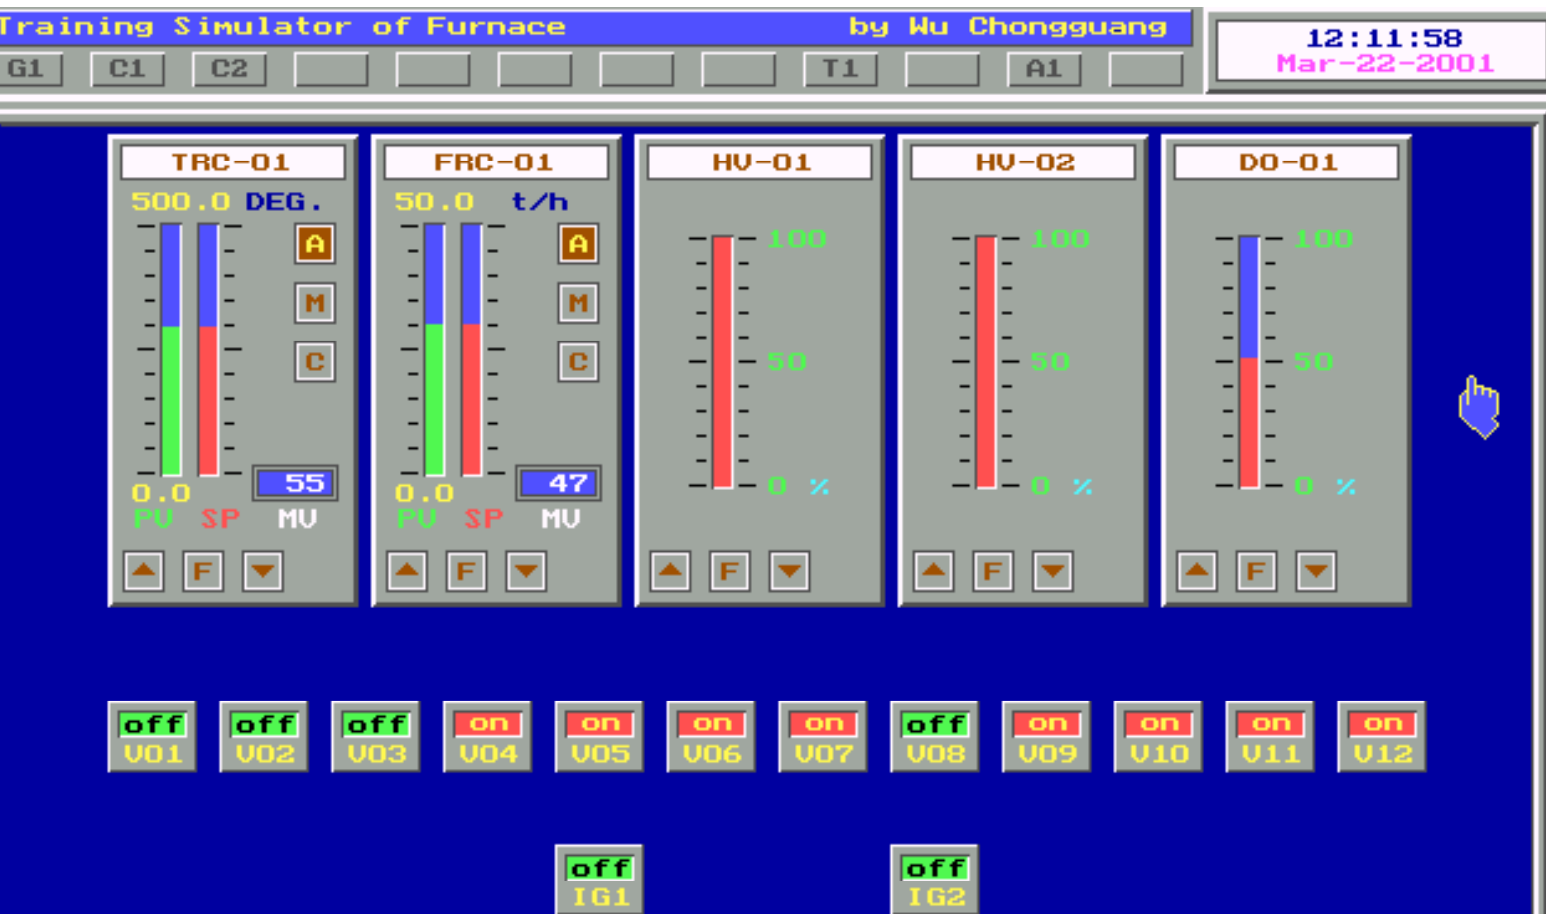 Training Simulator of Furnace by Wu Chongguang
12:11:58
Mar-22-2001
G1 C1 C2 T1 A1
TRC-01 FRC-01 HV-01 HV-02 DO-01
500.0 DEG. 50.0 t/h
A A 100 100 100
M M
C C 50 50 50
55 47 0 % 0 % 0 %
0.0 0.0
PV SP MV PV SP MV
F F F F F
off off off on on on on off on on on on
V01 V02 V03 V04 V05 V06 V07 V08 V09 V10 V11 V12
off off
IG1 IG2